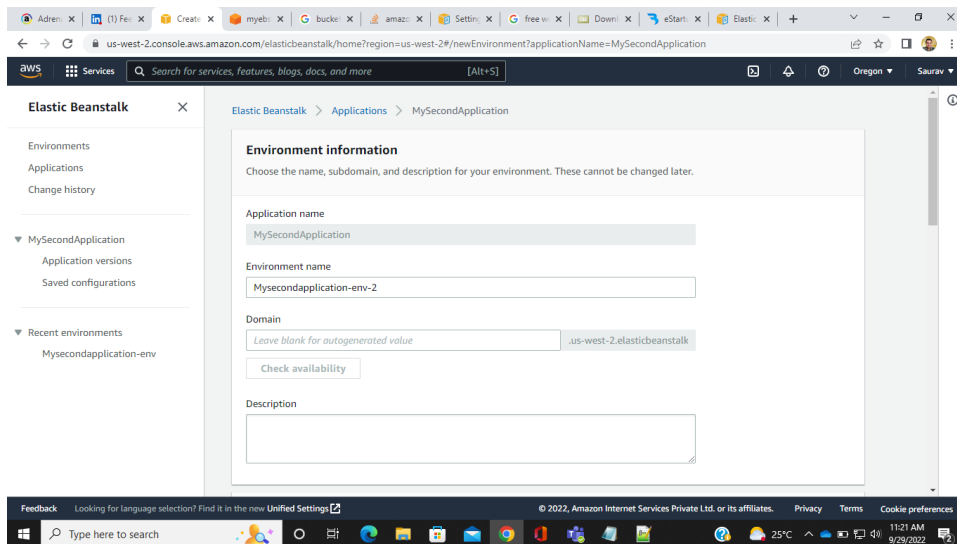 Adren
(1) Fee
Create
myebs
bucket
amazo
Setting
free w
Downl
eStart
Elastic
us-west-2.console.aws.amazon.com/elasticbeanstalk/home?region=us-west-2#/newEnvironment?applicationName=MySecondApplication
aws
Services
Search for services, features, blogs, docs, and more
[Alt+S]
Oregon
Saurav
Elastic Beanstalk
Environments
Applications
Change history
MySecondApplication
Application versions
Saved configurations
Recent environments
Mysecondapplication-env
Elastic Beanstalk > Applications > MySecondApplication
Environment information
Choose the name, subdomain, and description for your environment. These cannot be changed later.
Application name
MySecondApplication
Environment name
Mysecondapplication-env-2
Domain
Leave blank for autogenerated value
.us-west-2.elasticbeanstalk
Check availability
Description
Feedback
Looking for language selection? Find it in the new Unified Settings
© 2022, Amazon Internet Services Private Ltd. or its affiliates.
Privacy
Terms
Cookie preferences
Type here to search
25°C
11:21 AM
9/29/2022